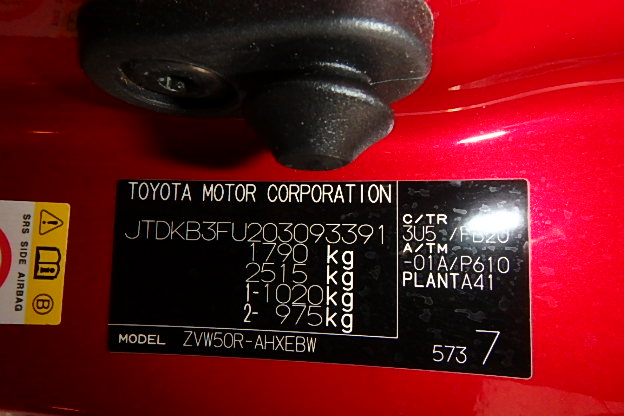 TOYOTA MOTOR CORPORATION
JTDKB3FU203093391
1790 kg
2515 kg
1-1020kg
2- 975kg
MODEL ZVW50R-AHXEBW
C/TR
3U5 /FB20
A/TM
-01A/P610
PLANTA41
573 7
SRS SIDE AIRBAG
B